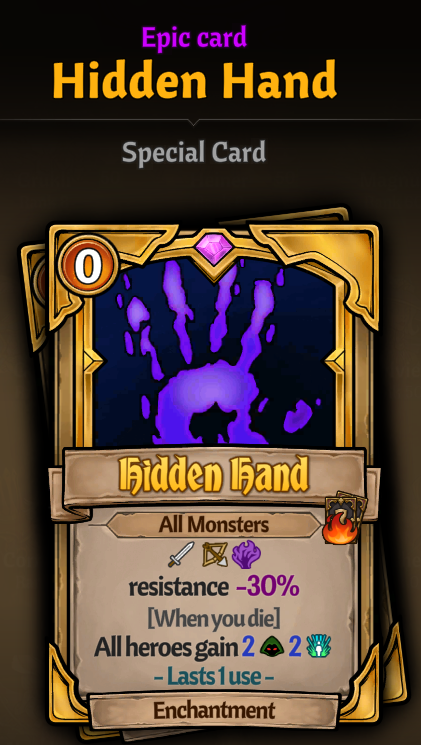 Epic card
Hidden Hand
Special Card
0
Hidden Hand
All Monsters
resistance -30%
[When you die]
All heroes gain 2 2
- Lasts 1 use -
Enchantment